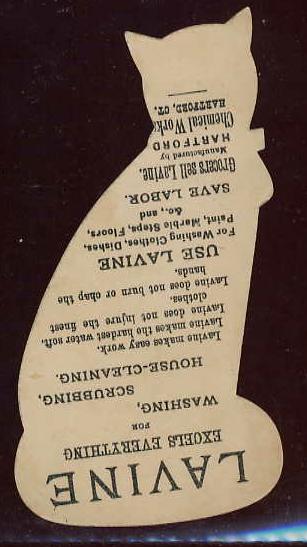 LAVINE
EXCELS EVERYTHING
FOR
WASHING,
SCRUBBING,
HOUSE-CLEANING.
Lavine makes easy work.
Lavine makes the hardest water soft.
Lavine does not injure the finest
clothes.
Lavine does not burn or chap the
hands.
USE LAVINE
For Washing Clothes, Dishes,
Paint, Marble Steps, Floors,
&c., and
SAVE LABOR.
Grocers sell Lavine.
Manufactured by
HARTFORD
Chemical Works
HARTFORD, CT.